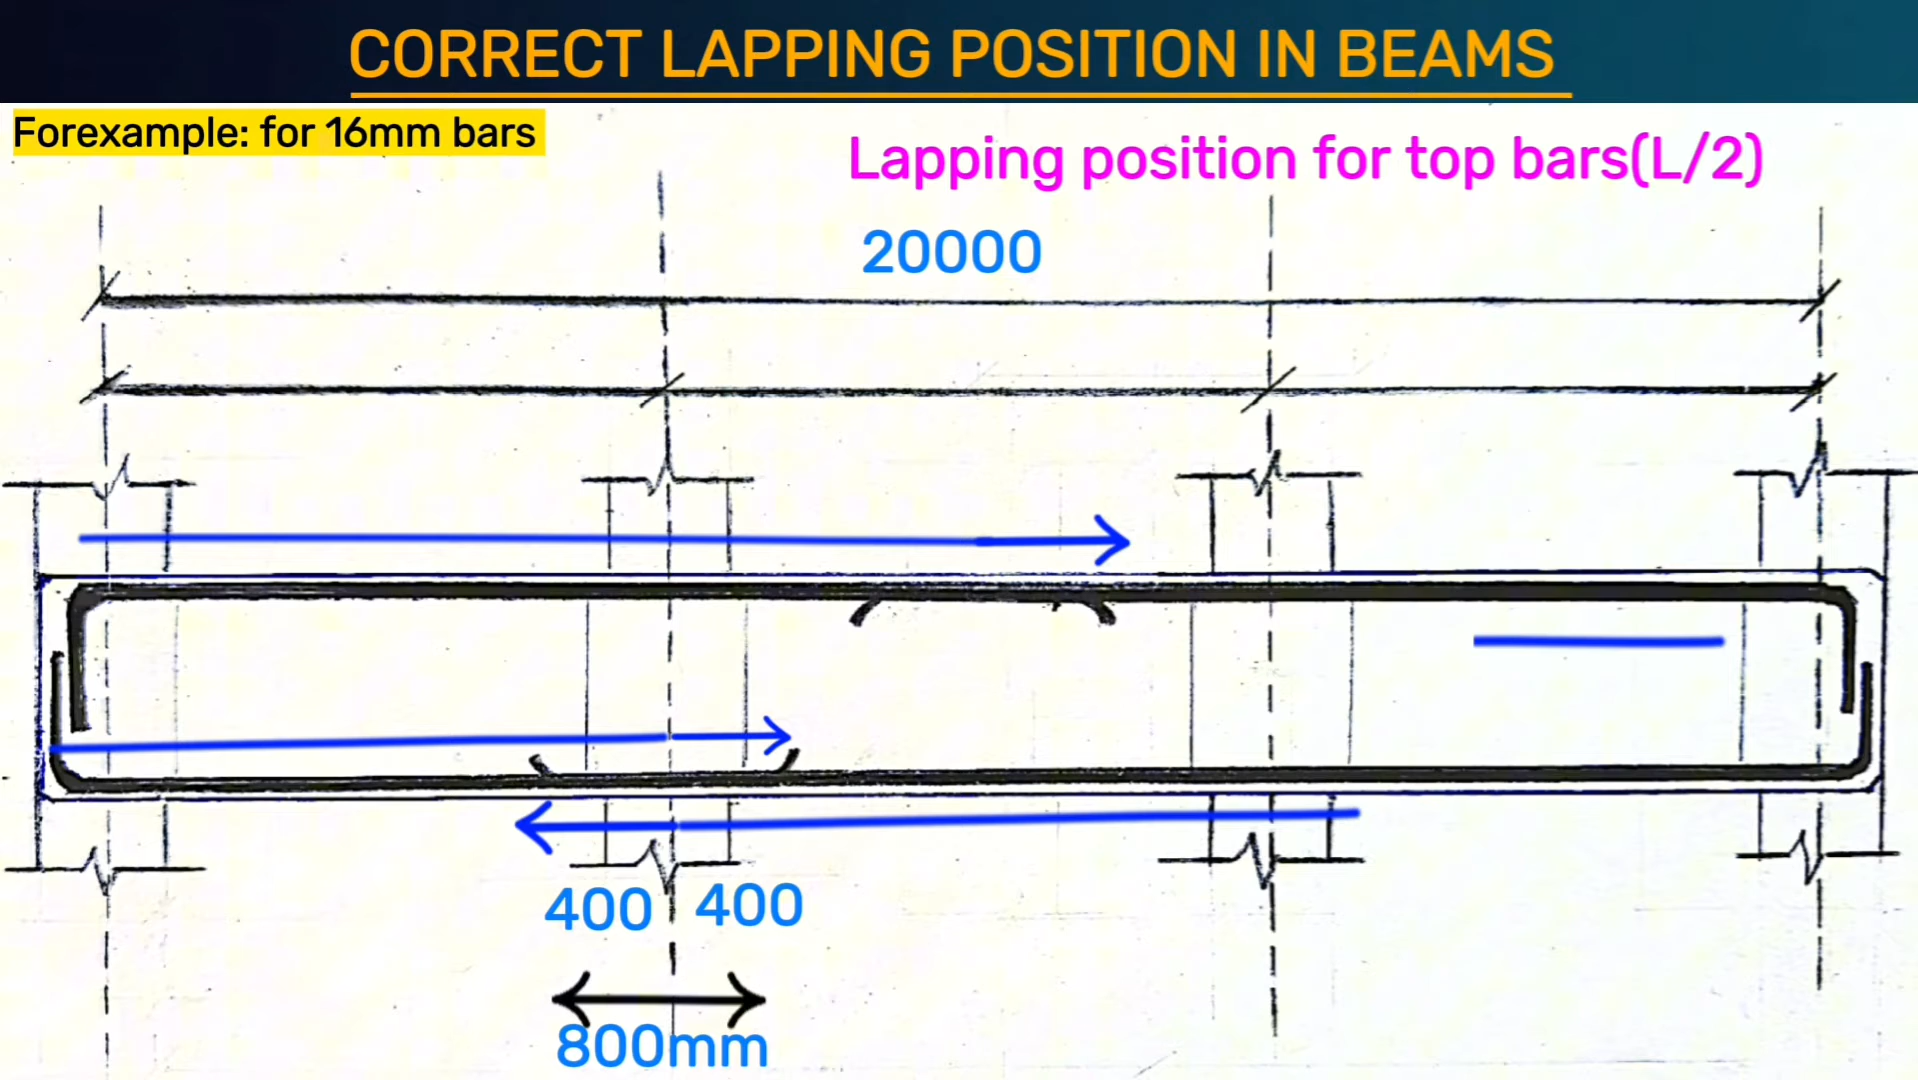 CORRECT LAPPING POSITION IN BEAMS
Forexample: for 16mm bars
Lapping position for top bars(L/2)
20000
400 400
800mm